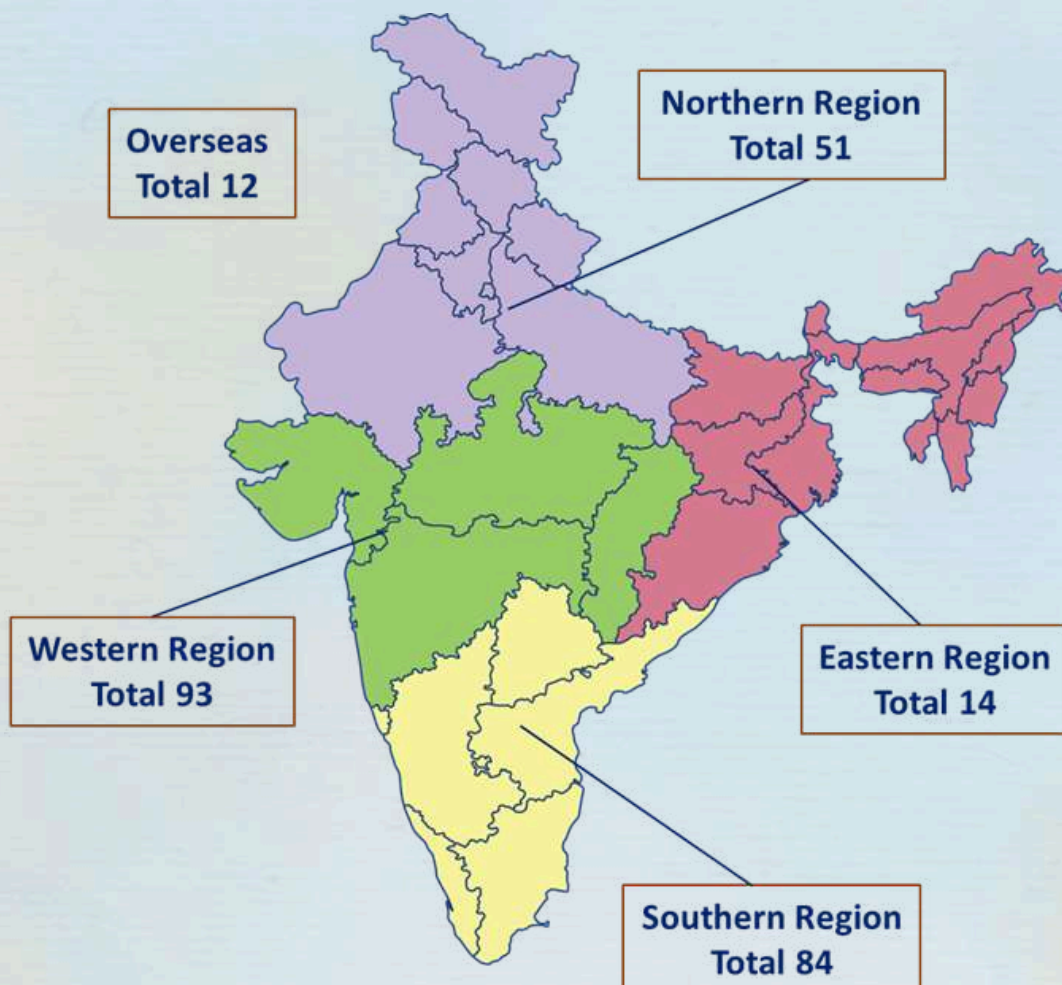 Overseas
Total 12
Northern Region
Total 51
Western Region
Total 93
Eastern Region
Total 14
Southern Region
Total 84